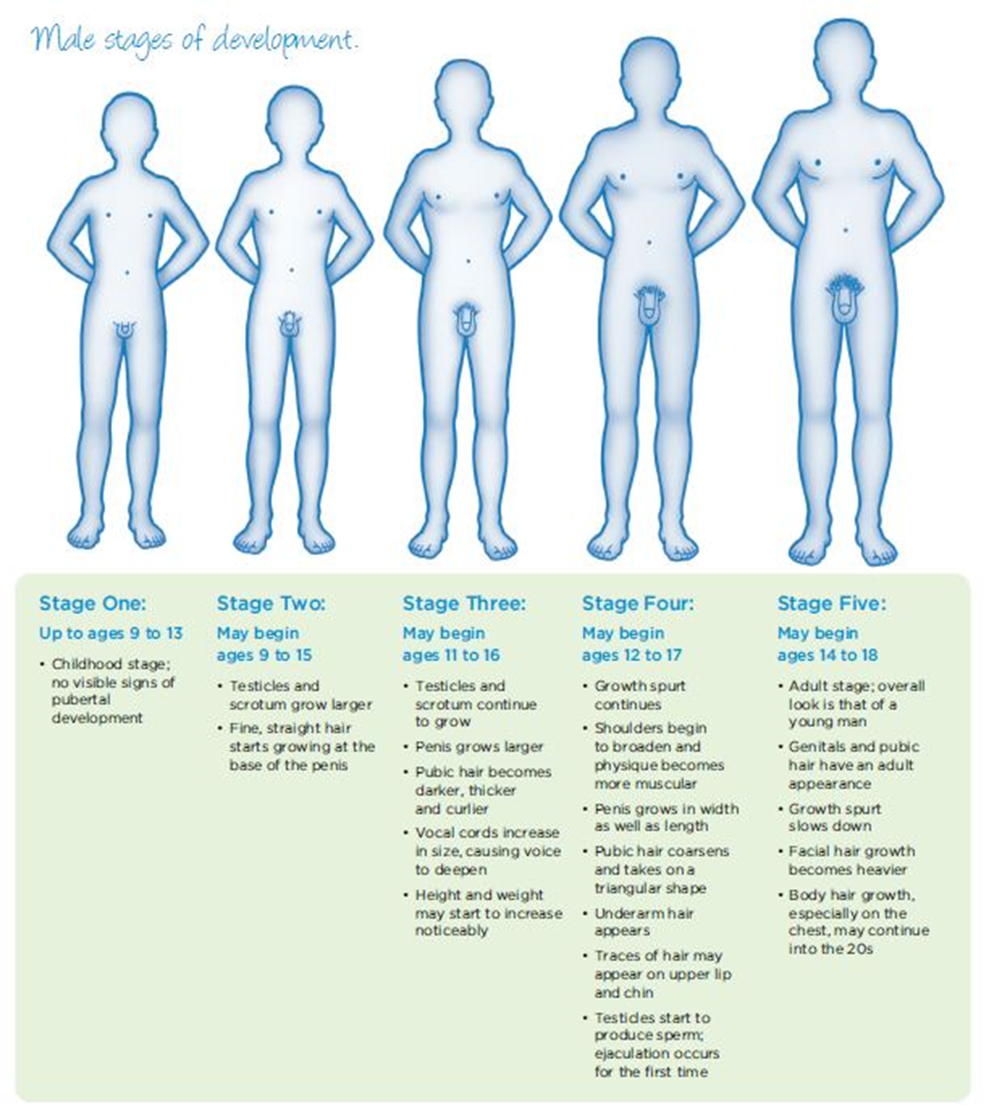 Male stages of development.
Stage One:
Up to ages 9 to 13
• Childhood stage;
no visible signs of
pubertal
development
Stage Two:
May begin
ages 9 to 15
• Testicles and
scrotum grow larger
• Fine, straight hair
starts growing at the
base of the penis
Stage Three:
May begin
ages 11 to 16
• Testicles and
scrotum continue
to grow
• Penis grows larger
• Pubic hair becomes
darker, thicker
and curlier
• Vocal cords increase
in size, causing voice
to deepen
• Height and weight
may start to increase
noticeably
Stage Four:
May begin
ages 12 to 17
• Growth spurt
continues
• Shoulders begin
to broaden and
physique becomes
more muscular
• Penis grows in width
as well as length
• Pubic hair coarsens
and takes on a
triangular shape
• Underarm hair
appears
• Traces of hair may
appear on upper lip
and chin
• Testicles start to
produce sperm;
ejaculation occurs
for the first time
Stage Five:
May begin
ages 14 to 18
• Adult stage; overall
look is that of a
young man
• Genitals and pubic
hair have an adult
appearance
• Growth spurt
slows down
• Facial hair growth
becomes heavier
• Body hair growth,
especially on the
chest, may continue
into the 20s